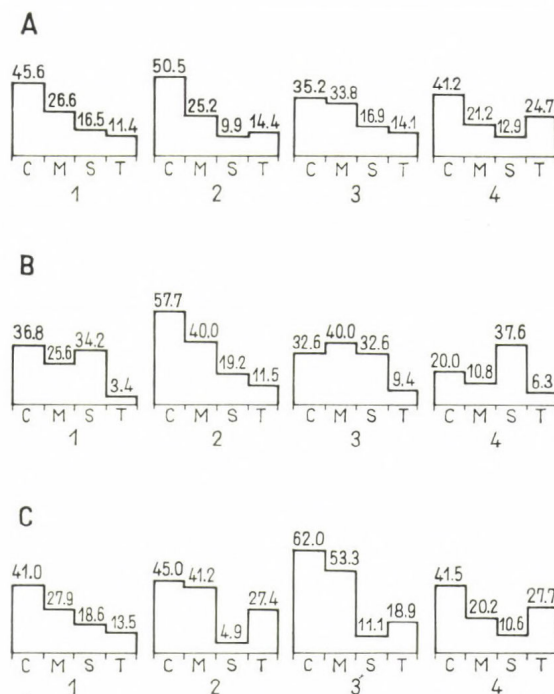 A
45.6 26.6 16.5 11.4 50.5 25.2 9.9 14.4 35.2 33.8 16.9 14.1 41.2 21.2 12.9 24.7
C M S T C M S T C M S T C M S T
1 2 3 4
B
36.8 25.6 34.2 3.4 57.7 40.0 19.2 11.5 32.6 40.0 32.6 9.4 20.0 10.8 37.6 6.3
C M S T C M S T C M S T C M S T
1 2 3 4
C
41.0 27.9 18.6 13.5 45.0 41.2 4.9 27.4 62.0 53.3 11.1 18.9 41.5 20.2 10.6 27.7
C M S T C M S T C M S T C M S T
1 2 3 4